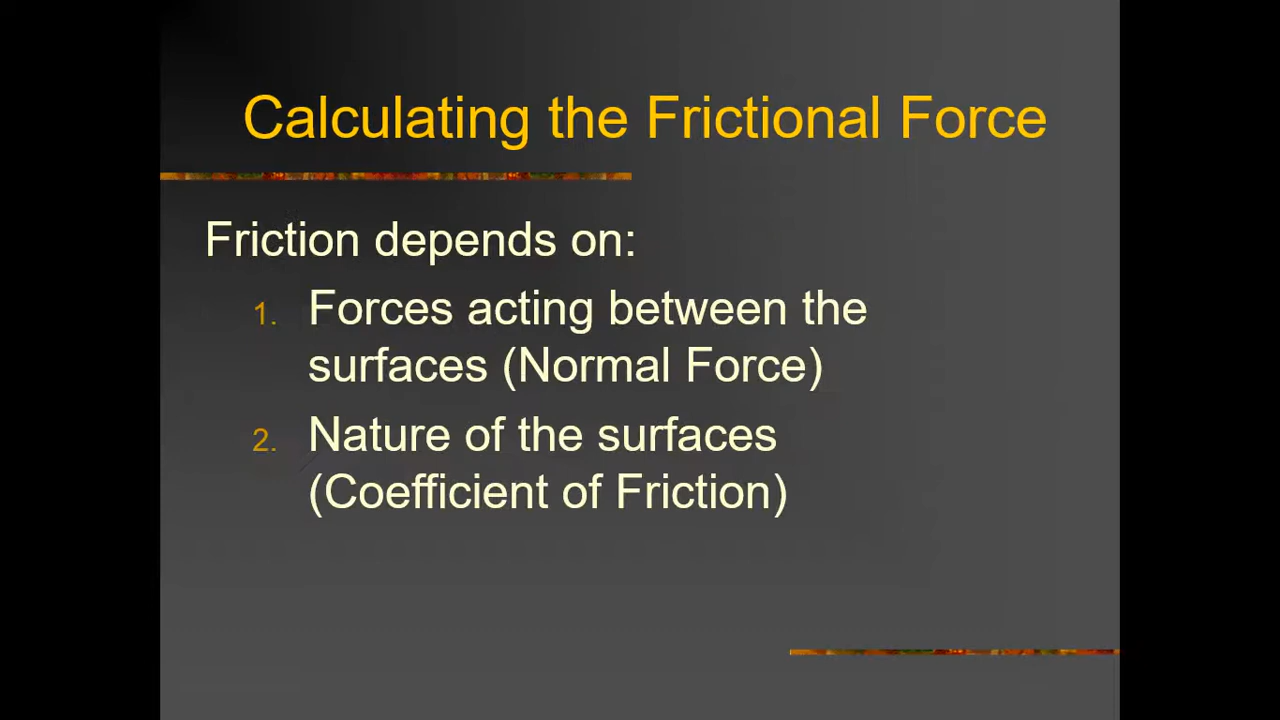 Calculating the Frictional Force
Friction depends on:
1. Forces acting between the
surfaces (Normal Force)
2. Nature of the surfaces
(Coefficient of Friction)